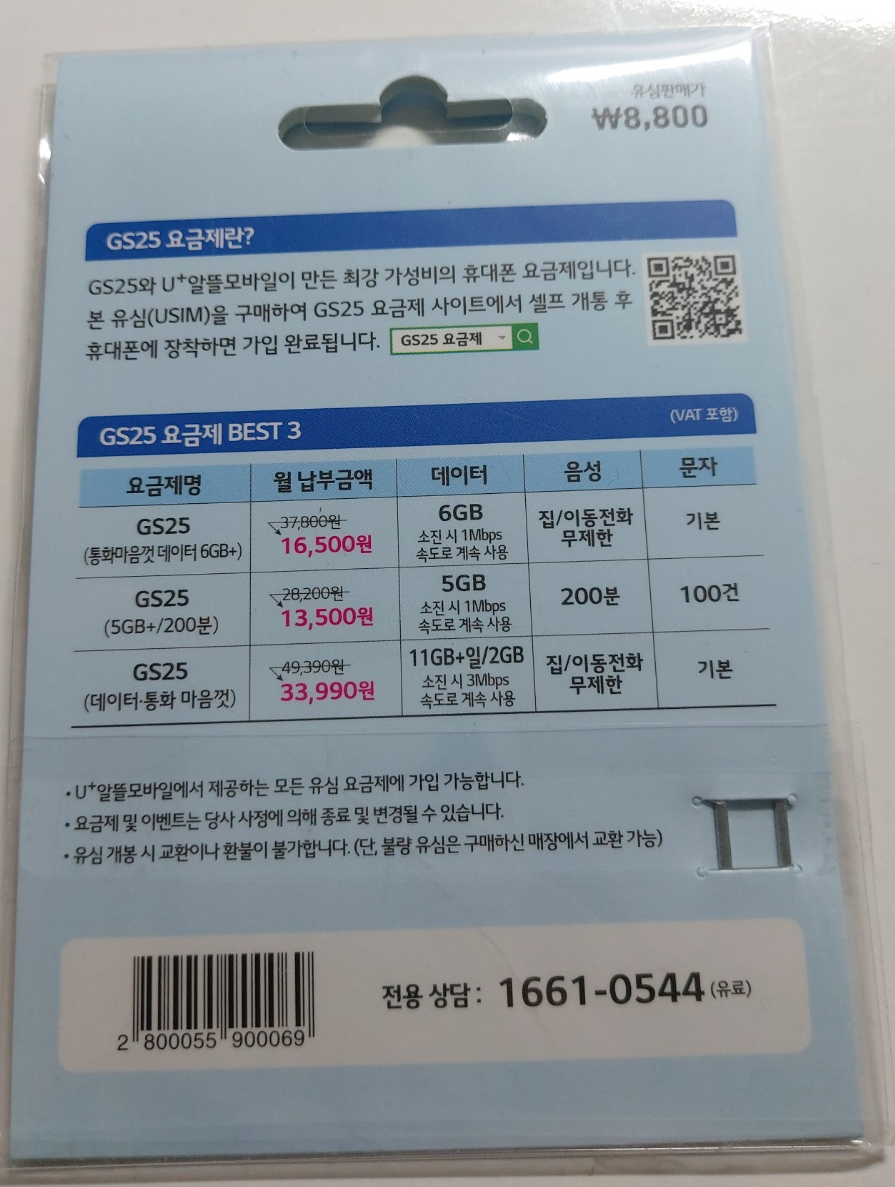 유심판매가
₩8,800
GS25 요금제란?
GS25와 U+알뜰모바일이 만든 최강 가성비의 휴대폰 요금제입니다.
본 유심(USIM)을 구매하여 GS25 요금제 사이트에서 셀프 개통 후
휴대폰에 장착하면 가입 완료됩니다. GS25 요금제
GS25 요금제 BEST 3 (VAT 포함)
요금제명 월 납부금액 데이터 음성 문자
GS25
(통화마음껏 데이터 6GB+)
37,800원
16,500원
6GB
소진 시 1Mbps
속도로 계속 사용
집/이동전화
무제한
기본
GS25
(5GB+/200분)
28,200원
13,500원
5GB
소진 시 1Mbps
속도로 계속 사용
200분
100건
GS25
(데이터·통화 마음껏)
49,390원
33,990원
11GB+일/2GB
소진 시 3Mbps
속도로 계속 사용
집/이동전화
무제한
기본
• U+알뜰모바일에서 제공하는 모든 유심 요금제에 가입 가능합니다.
• 요금제 및 이벤트는 당사 사정에 의해 종료 및 변경될 수 있습니다.
• 유심 개봉 시 교환이나 환불이 불가합니다. (단, 불량 유심은 구매하신 매장에서 교환 가능)
전용 상담 : 1661-0544 (유료)
2 800055 900069